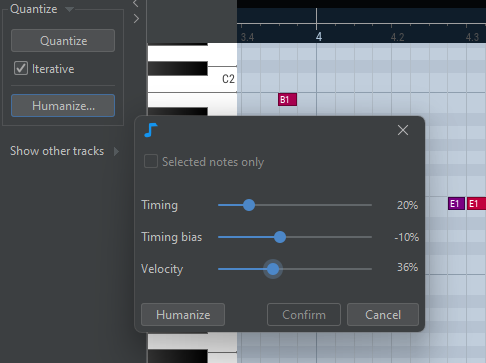 Quantize
3.4 4 4.2 4.3
Quantize
Iterative
C2
Humanize...
B1
Show other tracks
Selected notes only
Timing 20%
E1 E1
Timing bias -10%
Velocity 36%
Humanize Confirm Cancel